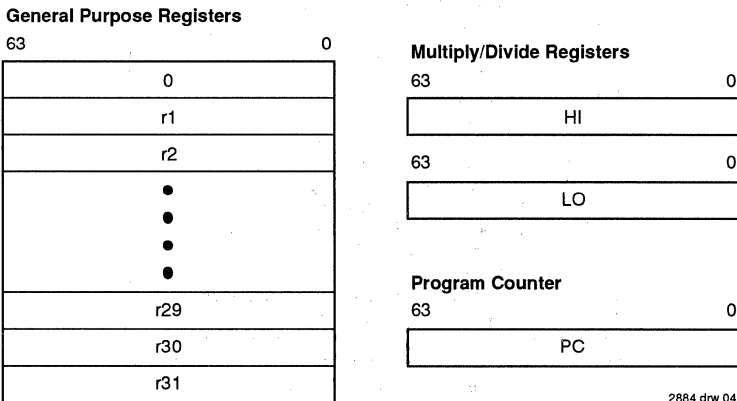 General Purpose Registers
63 0
0
r1
r2
r29
r30
r31
Multiply/Divide Registers
63 0
HI
63 0
LO
Program Counter
63 0
PC
2884 drw 04